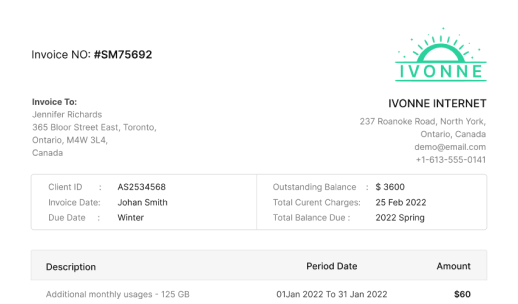 Invoice NO: #SM75692
IVONNE
Invoice To:
Jennifer Richards
365 Bloor Street East, Toronto,
Ontario, M4W 3L4,
Canada
IVONNE INTERNET
237 Roanoke Road, North York,
Ontario, Canada
demo@email.com
+1-613-555-0141
Client ID : AS2534568
Invoice Date: Johan Smith
Due Date : Winter
Outstanding Balance : $ 3600
Total Curent Charges: 25 Feb 2022
Total Balance Due : 2022 Spring
Description Period Date Amount
Additional monthly usages - 125 GB 01Jan 2022 To 31 Jan 2022 $60